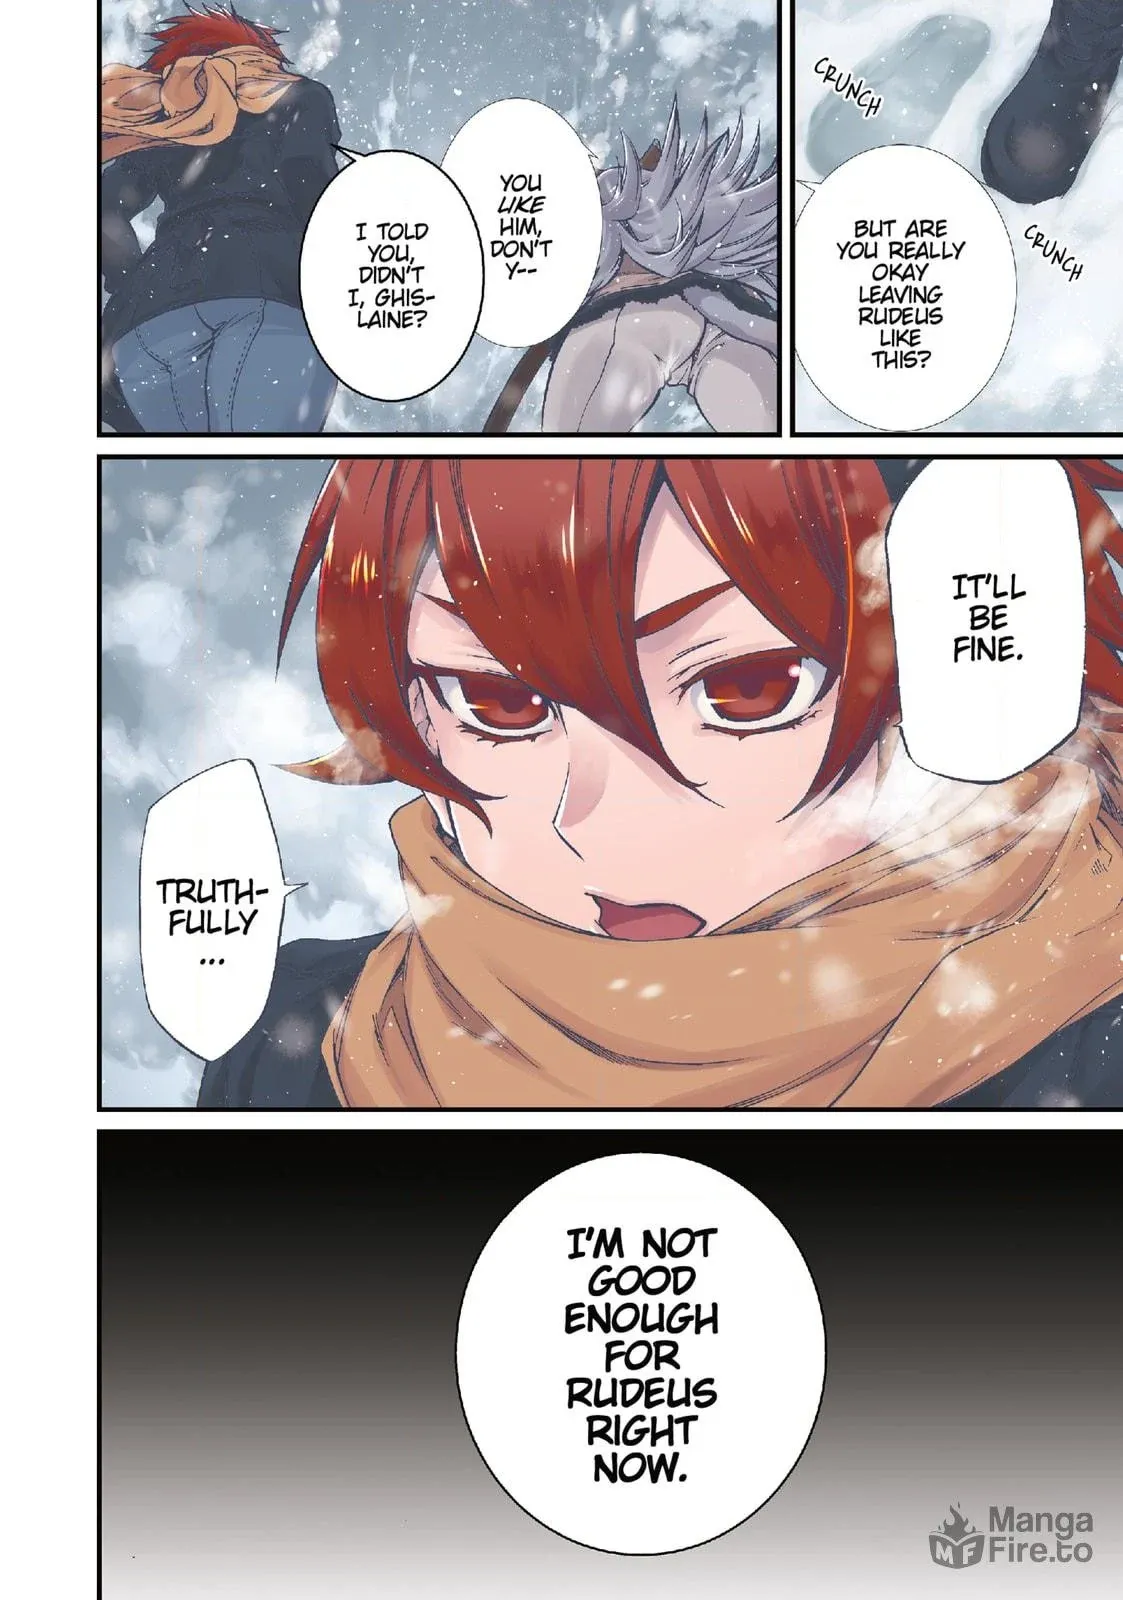 CRUNCH
CRUNCH
BUT ARE
YOU REALLY
OKAY
LEAVING
RUDEUS
LIKE
THIS?
YOU
LIKE
HIM,
DON'T
Y--
I TOLD
YOU,
DIDN'T
I, GHIS-
LAINE?
IT'LL
BE
FINE.
TRUTH-
FULLY
...
I'M NOT
GOOD
ENOUGH
FOR
RUDEUS
RIGHT
NOW.
MF
Manga
Fire.to